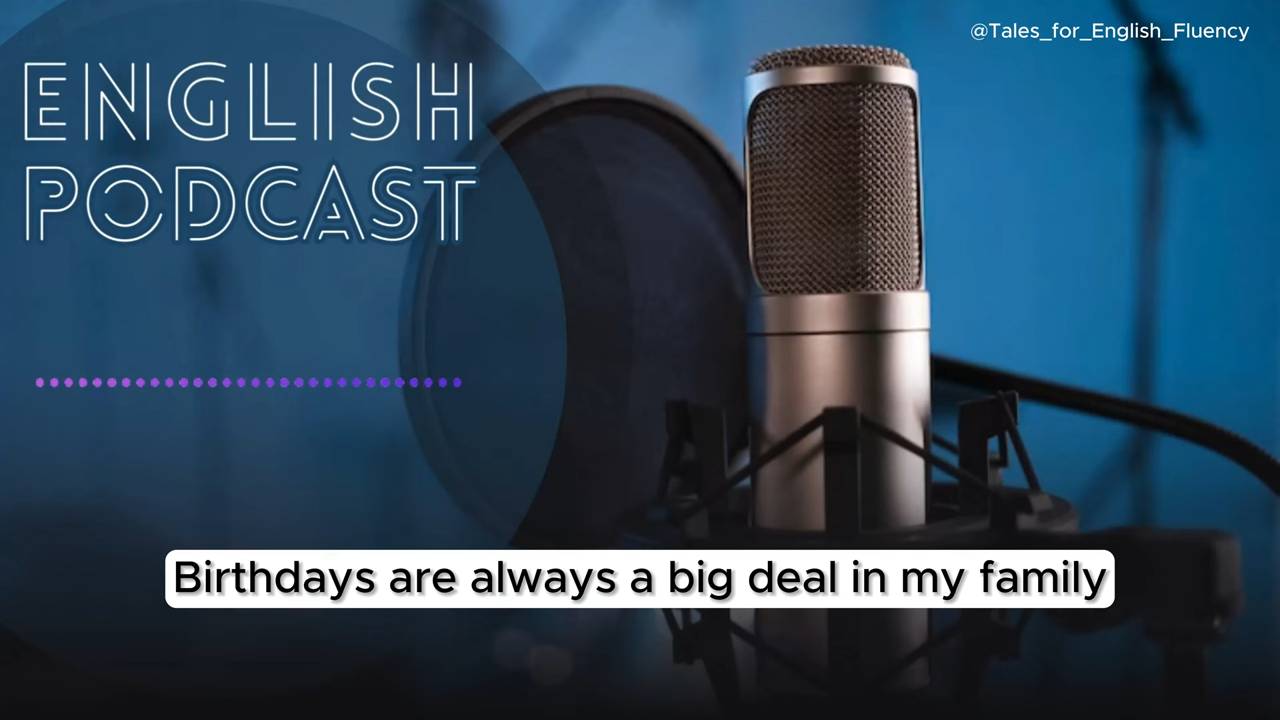 @Tales_for_English_Fluency
ENGLISH
PODCAST
Birthdays are always a big deal in my family